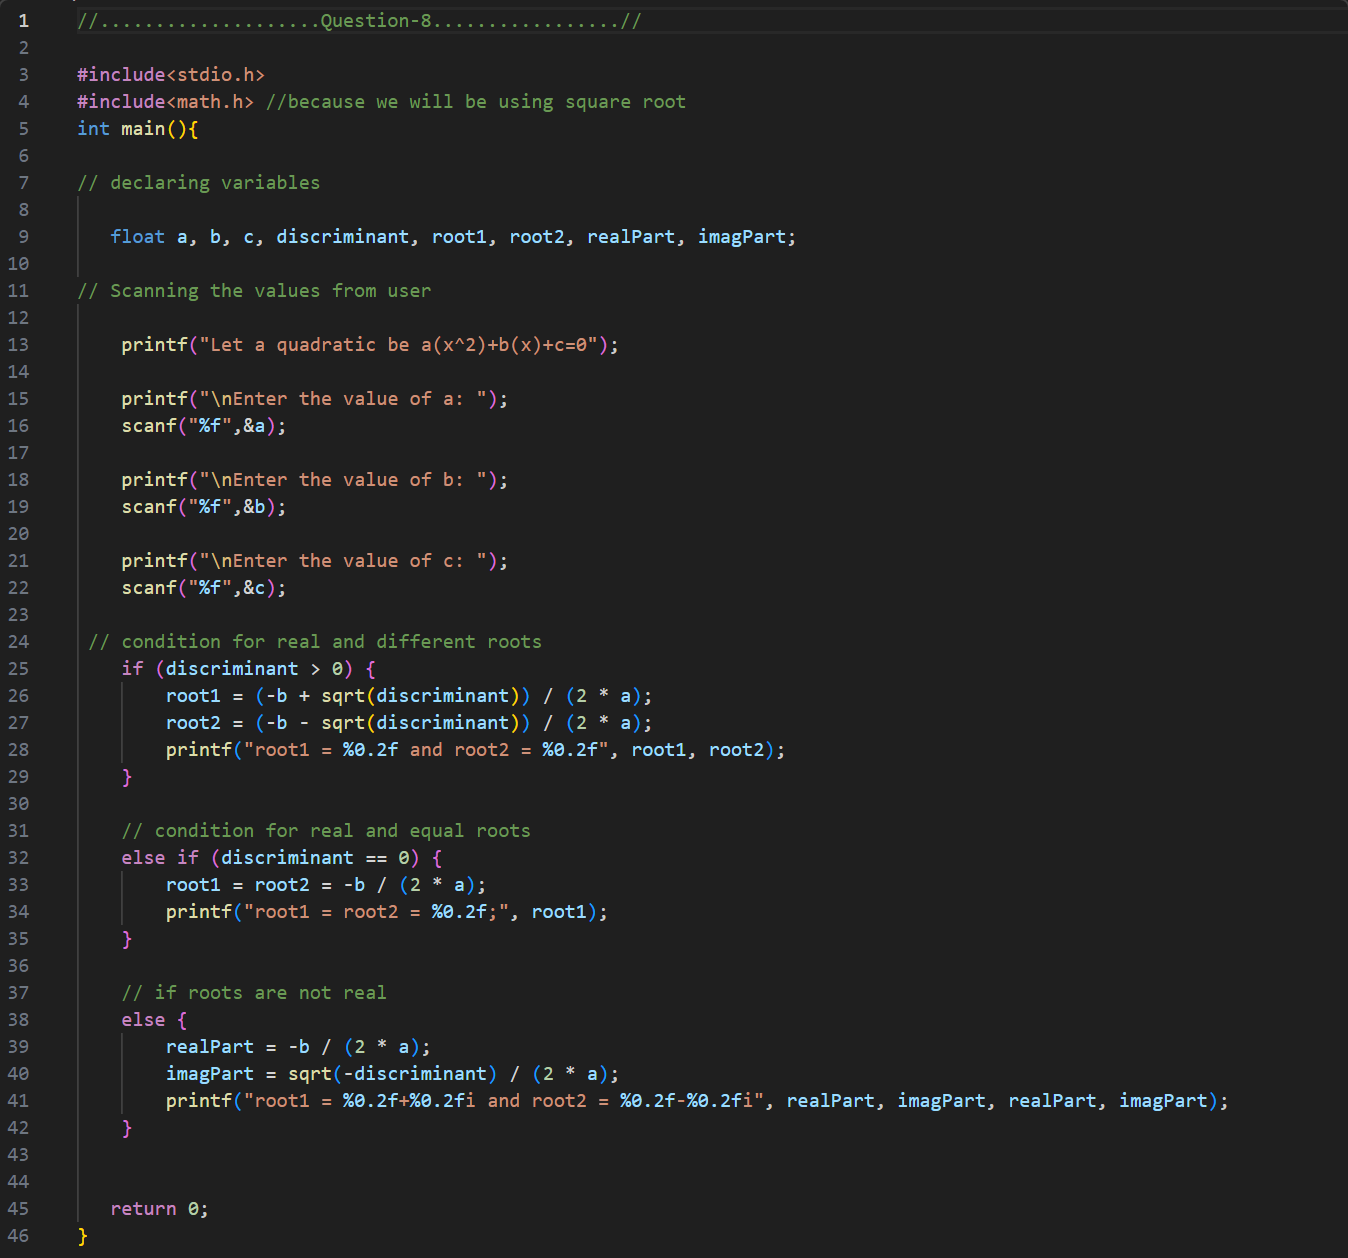 1 //....................Question-8.................//
2
3 #include<stdio.h>
4 #include<math.h> //because we will be using square root
5 int main(){
6
7 // declaring variables
8
9    float a, b, c, discriminant, root1, root2, realPart, imagPart;
10
11 // Scanning the values from user
12
13     printf("Let a quadratic be a(x^2)+b(x)+c=0");
14
15     printf("\nEnter the value of a: ");
16     scanf("%f",&a);
17
18     printf("\nEnter the value of b: ");
19     scanf("%f",&b);
20
21     printf("\nEnter the value of c: ");
22     scanf("%f",&c);
23
24  // condition for real and different roots
25     if (discriminant > 0) {
26         root1 = (-b + sqrt(discriminant)) / (2 * a);
27         root2 = (-b - sqrt(discriminant)) / (2 * a);
28         printf("root1 = %0.2f and root2 = %0.2f", root1, root2);
29     }
30
31     // condition for real and equal roots
32     else if (discriminant == 0) {
33         root1 = root2 = -b / (2 * a);
34         printf("root1 = root2 = %0.2f;", root1);
35     }
36
37     // if roots are not real
38     else {
39         realPart = -b / (2 * a);
40         imagPart = sqrt(-discriminant) / (2 * a);
41         printf("root1 = %0.2f+%0.2fi and root2 = %0.2f-%0.2fi", realPart, imagPart, realPart, imagPart);
42     }
43
44
45    return 0;
46 }